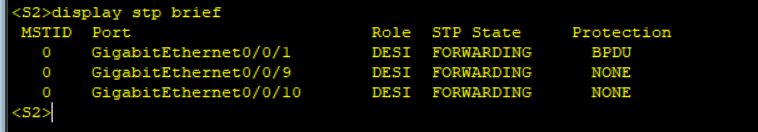 <S2>display stp brief
MSTID Port Role STP State Protection
0 GigabitEthernet0/0/1 DESI FORWARDING BPDU
0 GigabitEthernet0/0/9 DESI FORWARDING NONE
0 GigabitEthernet0/0/10 DESI FORWARDING NONE
<S2>